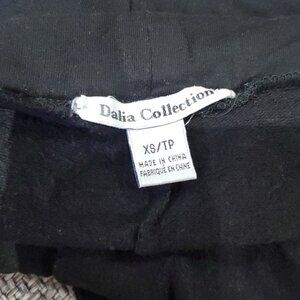 Dalia Collection
XS/TP
MADE IN CHINA
FABRIQUÉ EN CHINE